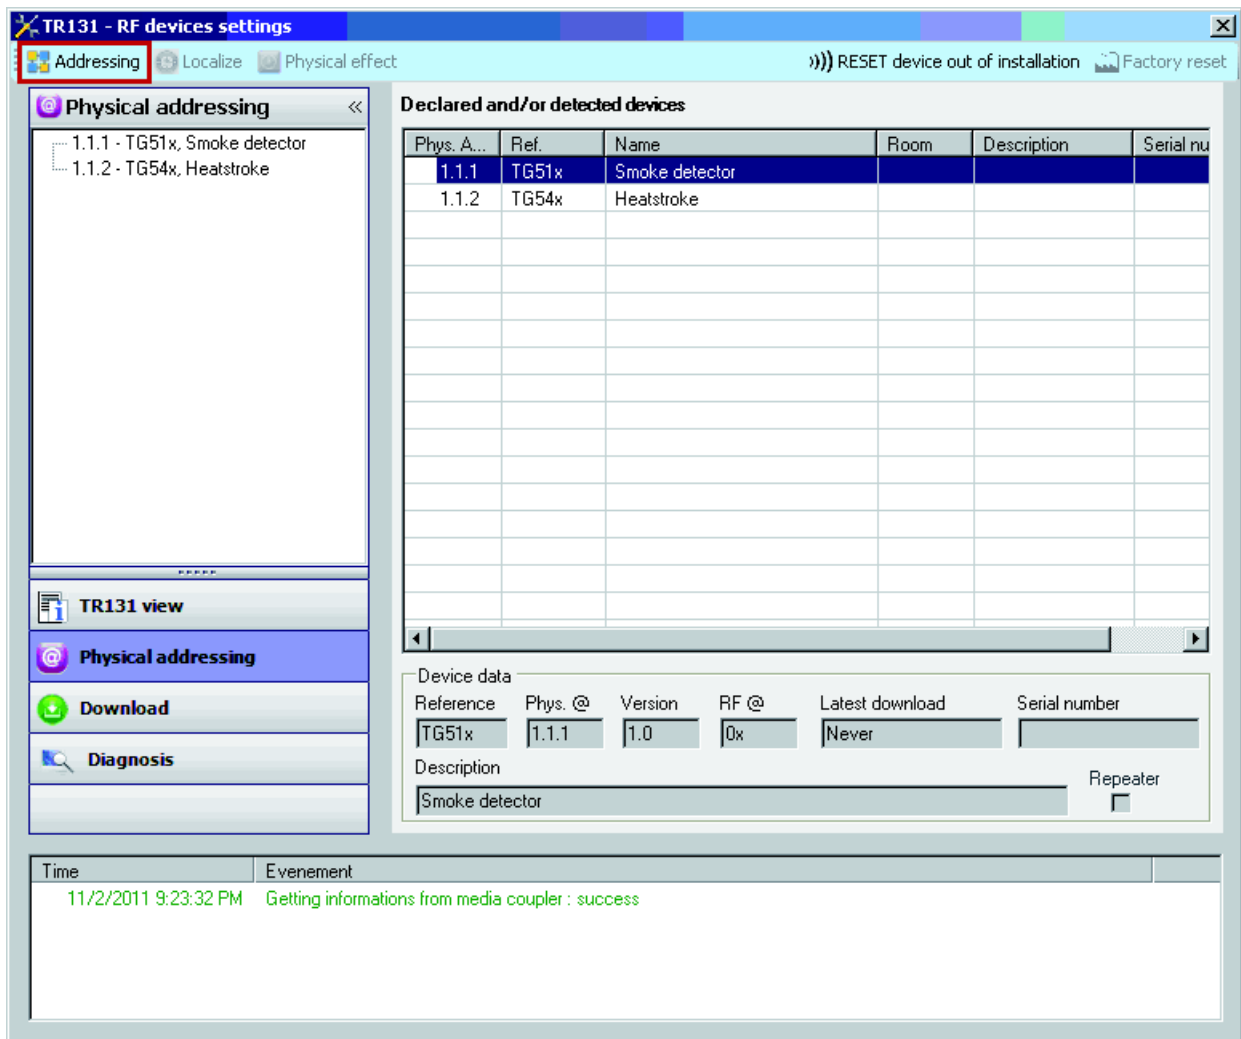 TR131 - RF devices settings
Addressing Localize Physical effect ))) RESET device out of installation Factory reset
Physical addressing «
1.1.1 - TG51x, Smoke detector
1.1.2 - TG54x, Heatstroke
TR131 view
Physical addressing
Download
Diagnosis
Declared and/or detected devices
Phys. A... Ref. Name Room Description Serial nu
1.1.1 TG51x Smoke detector
1.1.2 TG54x Heatstroke
Device data
Reference Phys. @ Version RF @ Latest download Serial number
TG51x 1.1.1 1.0 0x Never
Description
Repeater
Smoke detector
Time Evenement
11/2/2011 9:23:32 PM Getting informations from media coupler : success